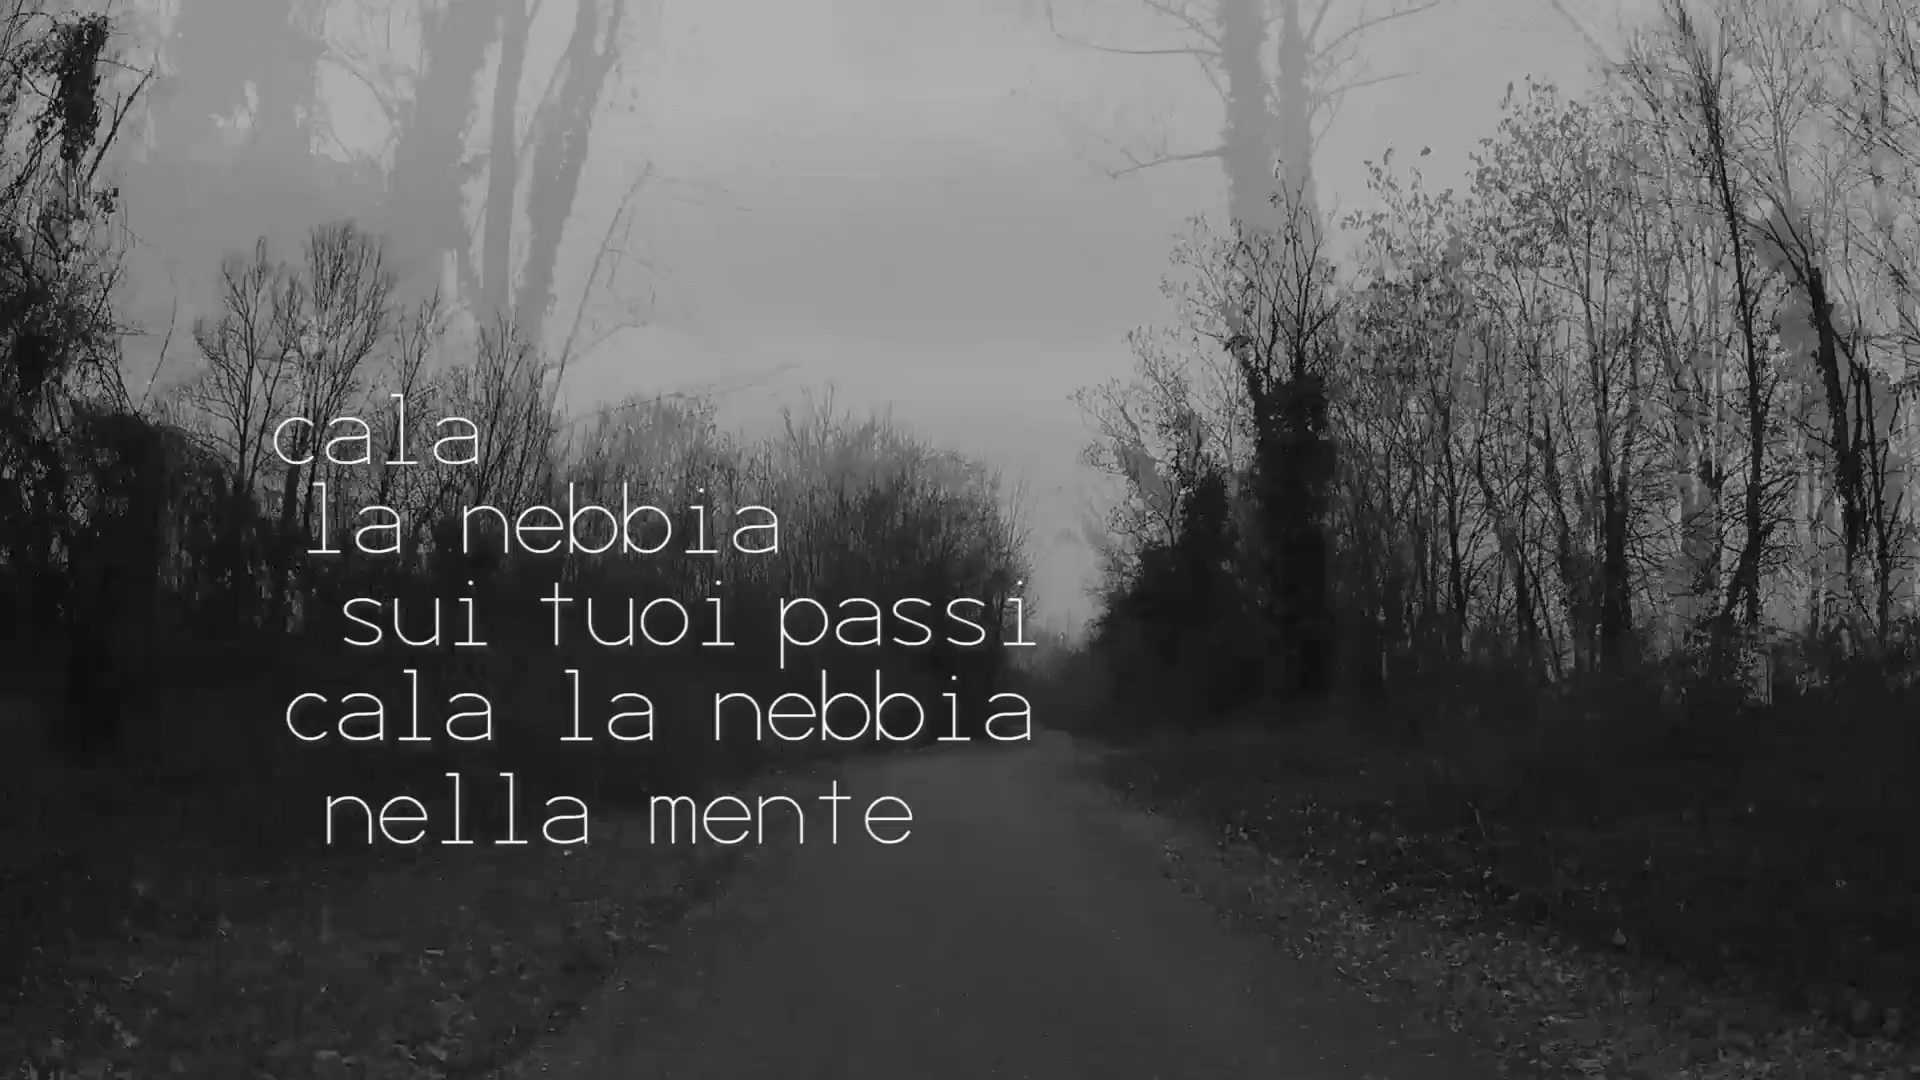 cala
la nebbia
sui tuoi passi
cala la nebbia
nella mente